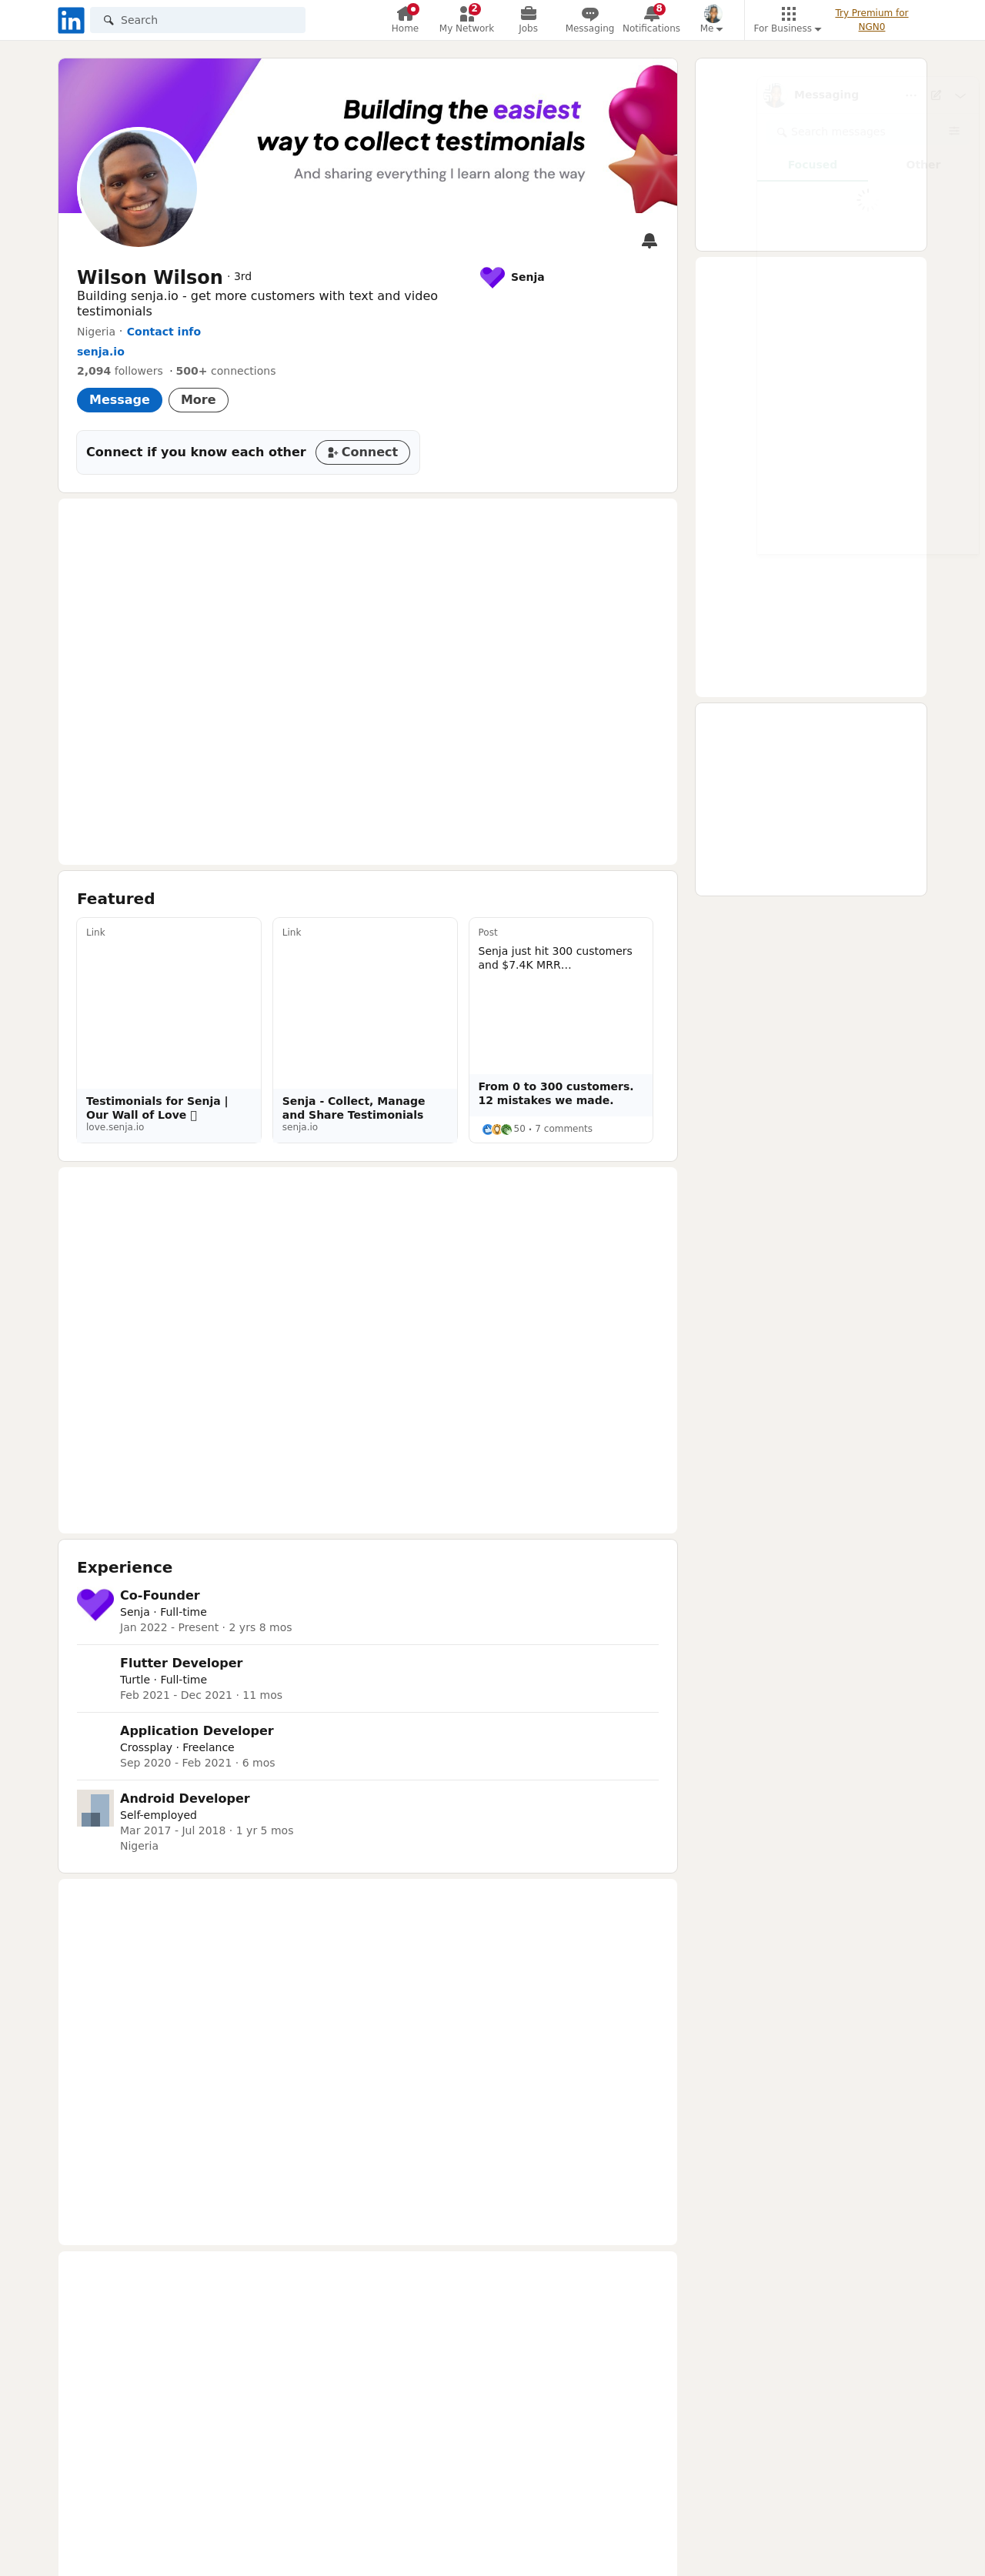 in
Search
Home
2
My Network
Jobs
Messaging
8
Notifications
Me
For Business
Try Premium for
NGN0
Building the easiest
way to collect testimonials
And sharing everything I learn along the way
Messaging
Search messages
Focused
Other
Wilson Wilson · 3rd
Senja
Building senja.io - get more customers with text and video
testimonials
Nigeria · Contact info
senja.io
2,094 followers · 500+ connections
Message
More
Connect if you know each other
Connect
Featured
Link
Testimonials for Senja |
Our Wall of Love
love.senja.io
Link
Senja - Collect, Manage
and Share Testimonials
senja.io
Post
Senja just hit 300 customers
and $7.4K MRR…
From 0 to 300 customers.
12 mistakes we made.
50 • 7 comments
Experience
Co-Founder
Senja · Full-time
Jan 2022 - Present · 2 yrs 8 mos
Flutter Developer
Turtle · Full-time
Feb 2021 - Dec 2021 · 11 mos
Application Developer
Crossplay · Freelance
Sep 2020 - Feb 2021 · 6 mos
Android Developer
Self-employed
Mar 2017 - Jul 2018 · 1 yr 5 mos
Nigeria